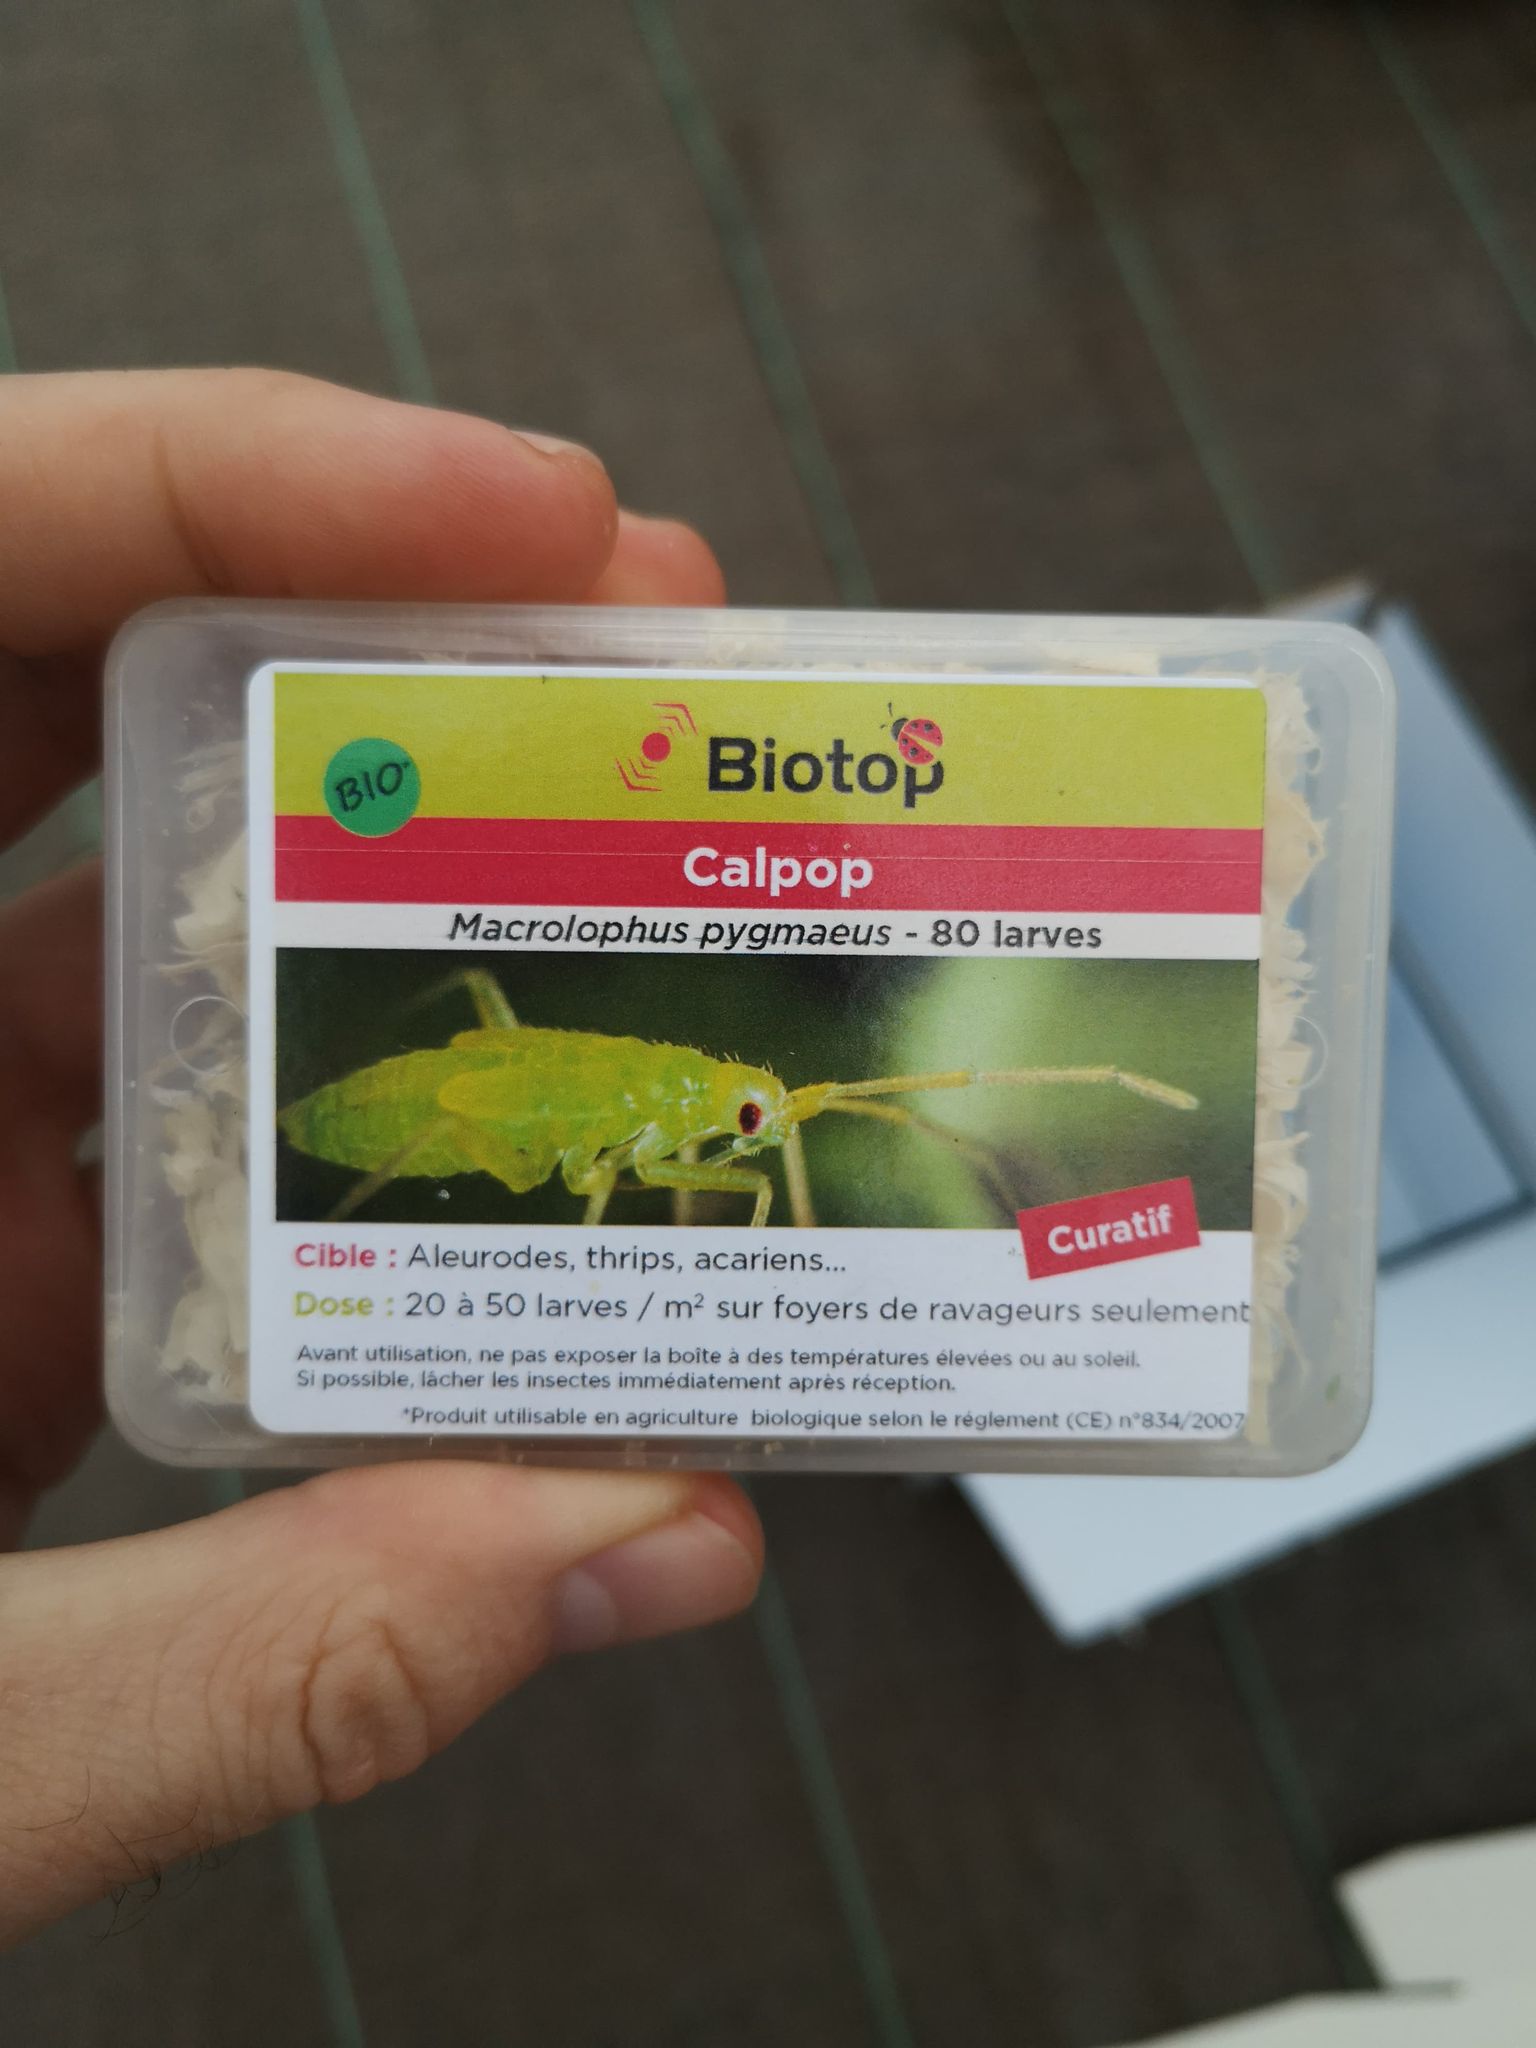 Biotop
BIO*
Calpop
Macrolophus pygmaeus - 80 larves
Curatif
Cible : Aleurodes, thrips, acariens...
Dose : 20 à 50 larves / m² sur foyers de ravageurs seulement
Avant utilisation, ne pas exposer la boîte à des températures élevées ou au soleil.
Si possible, lâcher les insectes immédiatement après réception.
*Produit utilisable en agriculture biologique selon le réglement (CE) n°834/2007